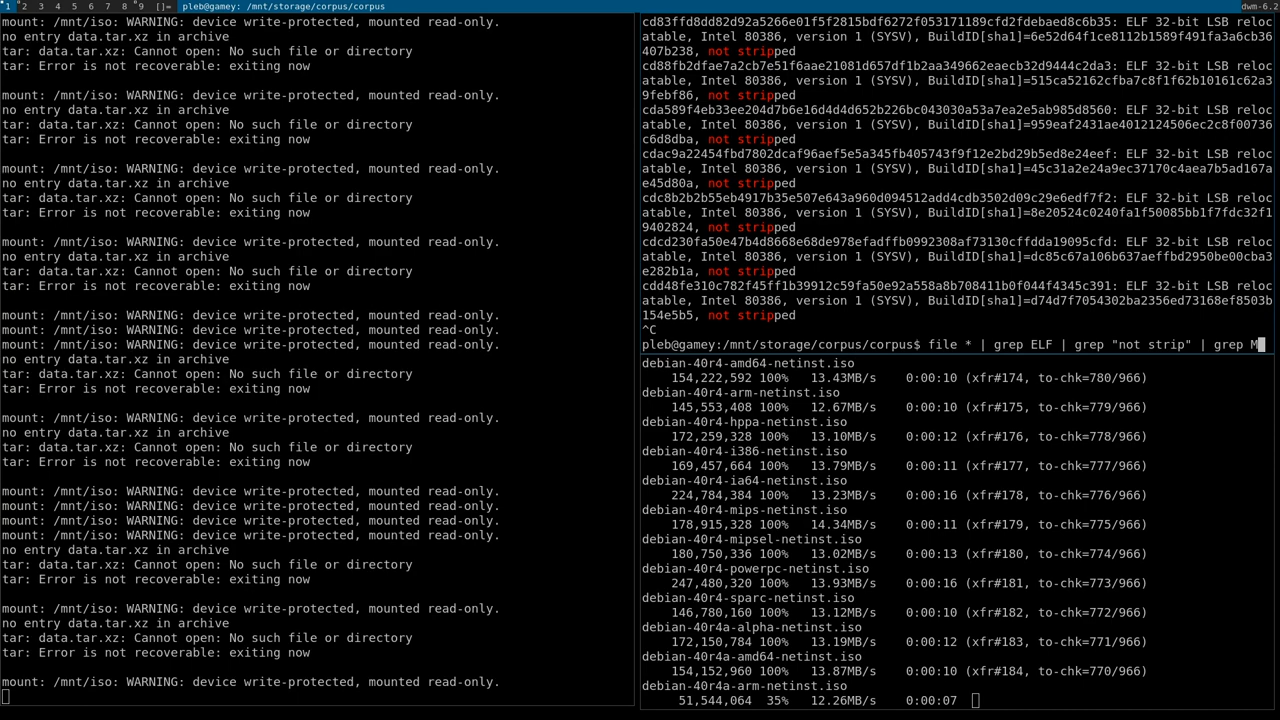 1 2 3 4 5 6 7 8 9 []= pleb@gamey: /mnt/storage/corpus/corpus dwm-6.2
mount: /mnt/iso: WARNING: device write-protected, mounted read-only.
no entry data.tar.xz in archive
tar: data.tar.xz: Cannot open: No such file or directory
tar: Error is not recoverable: exiting now
mount: /mnt/iso: WARNING: device write-protected, mounted read-only.
no entry data.tar.xz in archive
tar: data.tar.xz: Cannot open: No such file or directory
tar: Error is not recoverable: exiting now
mount: /mnt/iso: WARNING: device write-protected, mounted read-only.
no entry data.tar.xz in archive
tar: data.tar.xz: Cannot open: No such file or directory
tar: Error is not recoverable: exiting now
mount: /mnt/iso: WARNING: device write-protected, mounted read-only.
no entry data.tar.xz in archive
tar: data.tar.xz: Cannot open: No such file or directory
tar: Error is not recoverable: exiting now
mount: /mnt/iso: WARNING: device write-protected, mounted read-only.
mount: /mnt/iso: WARNING: device write-protected, mounted read-only.
mount: /mnt/iso: WARNING: device write-protected, mounted read-only.
no entry data.tar.xz in archive
tar: data.tar.xz: Cannot open: No such file or directory
tar: Error is not recoverable: exiting now
mount: /mnt/iso: WARNING: device write-protected, mounted read-only.
no entry data.tar.xz in archive
tar: data.tar.xz: Cannot open: No such file or directory
tar: Error is not recoverable: exiting now
mount: /mnt/iso: WARNING: device write-protected, mounted read-only.
mount: /mnt/iso: WARNING: device write-protected, mounted read-only.
mount: /mnt/iso: WARNING: device write-protected, mounted read-only.
mount: /mnt/iso: WARNING: device write-protected, mounted read-only.
no entry data.tar.xz in archive
tar: data.tar.xz: Cannot open: No such file or directory
tar: Error is not recoverable: exiting now
mount: /mnt/iso: WARNING: device write-protected, mounted read-only.
no entry data.tar.xz in archive
tar: data.tar.xz: Cannot open: No such file or directory
tar: Error is not recoverable: exiting now
mount: /mnt/iso: WARNING: device write-protected, mounted read-only.
cd83ffd8dd82d92a5266e01f5f2815bdf6272f053171189cfd2fdebaed8c6b35: ELF 32-bit LSB reloc
atable, Intel 80386, version 1 (SYSV), BuildID[sha1]=6e52d64f1ce8112b1589f491fa3a6cb36
407b238, not stripped
cd88fb2dfae7a2cb7e51f6aae21081d657df1b2aa349662eaecb32d9444c2da3: ELF 32-bit LSB reloc
atable, Intel 80386, version 1 (SYSV), BuildID[sha1]=515ca52162cfba7c8f1f62b10161c62a3
9febf86, not stripped
cda589f4eb33ee204d7b6e16d4d4d652b226bc043030a53a7ea2e5ab985d8560: ELF 32-bit LSB reloc
atable, Intel 80386, version 1 (SYSV), BuildID[sha1]=959eaf2431ae4012124506ec2c8f00736
c6d8dba, not stripped
cdac9a22454fbd7802dcaf96aef5e5a345fb405743f9f12e2bd29b5ed8e24eef: ELF 32-bit LSB reloc
atable, Intel 80386, version 1 (SYSV), BuildID[sha1]=45c31a2e24a9ec37170c4aea7b5ad167a
e45d80a, not stripped
cdc8b2b2b55eb4917b35e507e643a960d094512add4cdb3502d09c29e6edf7f2: ELF 32-bit LSB reloc
atable, Intel 80386, version 1 (SYSV), BuildID[sha1]=8e20524c0240fa1f50085bb1f7fdc32f1
9402824, not stripped
cdcd230fa50e47b4d8668e68de978efadffb0992308af73130cffdda19095cfd: ELF 32-bit LSB reloc
atable, Intel 80386, version 1 (SYSV), BuildID[sha1]=dc85c67a106b637aeffbd2950be00cba3
e282b1a, not stripped
cdd48fe310c782f45ff1b39912c59fa50e92a558a8b708411b0f044f4345c391: ELF 32-bit LSB reloc
atable, Intel 80386, version 1 (SYSV), BuildID[sha1]=d74d7f7054302ba2356ed73168ef8503b
154e5b5, not stripped
^C
pleb@gamey:/mnt/storage/corpus/corpus$ file * | grep ELF | grep "not strip" | grep M
debian-40r4-amd64-netinst.iso
154,222,592 100% 13.43MB/s 0:00:10 (xfr#174, to-chk=780/966)
debian-40r4-arm-netinst.iso
145,553,408 100% 12.67MB/s 0:00:10 (xfr#175, to-chk=779/966)
debian-40r4-hppa-netinst.iso
172,259,328 100% 13.10MB/s 0:00:12 (xfr#176, to-chk=778/966)
debian-40r4-i386-netinst.iso
169,457,664 100% 13.79MB/s 0:00:11 (xfr#177, to-chk=777/966)
debian-40r4-ia64-netinst.iso
224,784,384 100% 13.23MB/s 0:00:16 (xfr#178, to-chk=776/966)
debian-40r4-mips-netinst.iso
178,915,328 100% 14.34MB/s 0:00:11 (xfr#179, to-chk=775/966)
debian-40r4-mipsel-netinst.iso
180,750,336 100% 13.02MB/s 0:00:13 (xfr#180, to-chk=774/966)
debian-40r4-powerpc-netinst.iso
247,480,320 100% 13.93MB/s 0:00:16 (xfr#181, to-chk=773/966)
debian-40r4-sparc-netinst.iso
146,780,160 100% 13.12MB/s 0:00:10 (xfr#182, to-chk=772/966)
debian-40r4a-alpha-netinst.iso
172,150,784 100% 13.19MB/s 0:00:12 (xfr#183, to-chk=771/966)
debian-40r4a-amd64-netinst.iso
154,152,960 100% 13.87MB/s 0:00:10 (xfr#184, to-chk=770/966)
debian-40r4a-arm-netinst.iso
51,544,064 35% 12.26MB/s 0:00:07